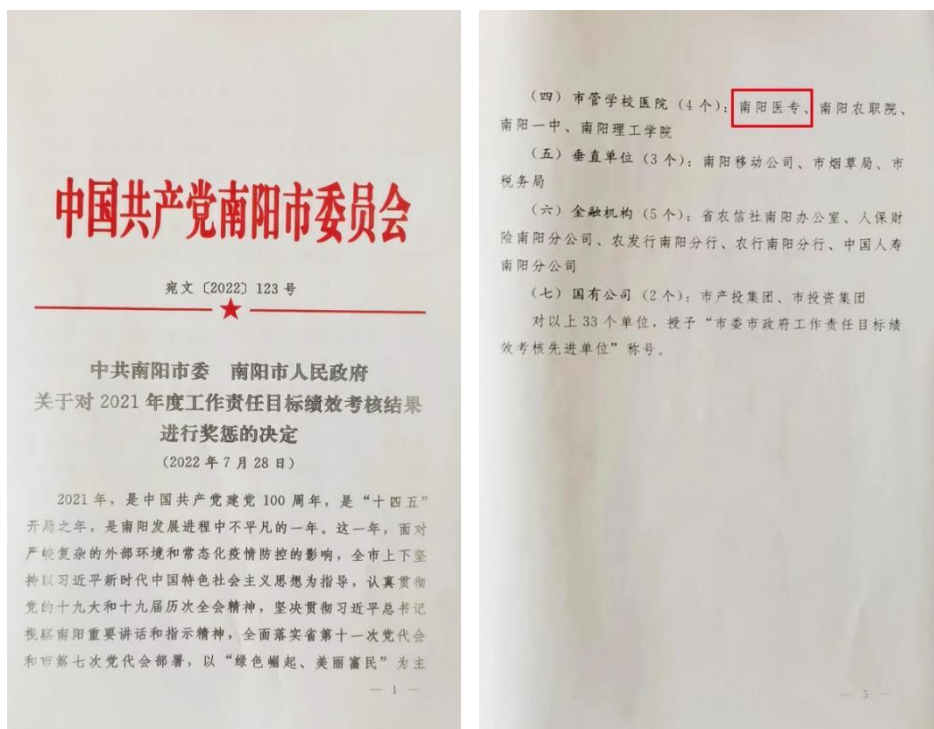 中国共产党南阳市委员会
宛文〔2022〕123号
中共南阳市委 南阳市人民政府
关于对2021年度工作责任目标绩效考核结果
进行奖惩的决定
（2022年7月28日）
2021年，是中国共产党建党100周年，是“十四五”
开局之年，是南阳发展进程中不平凡的一年。这一年，面对
严峻复杂的外部环境和常态化疫情防控的影响，全市上下坚
持以习近平新时代中国特色社会主义思想为指导，认真贯彻
党的十九大和十九届历次全会精神，坚决贯彻习近平总书记
视察南阳重要讲话和指示精神，全面落实省第十一次党代会
和市第七次党代会部署，以“绿色崛起、美丽富民”为主
— 1 —
（四）市管学校医院（4个）：南阳医专、南阳农职院、
南阳一中、南阳理工学院
（五）垂直单位（3个）：南阳移动公司、市烟草局、市
税务局
（六）金融机构（5个）：省农信社南阳办公室、人保财
险南阳分公司、农发行南阳分行、农行南阳分行、中国人寿
南阳分公司
（七）国有公司（2个）：市产投集团、市投资集团
对以上33个单位，授予“市委市政府工作责任目标绩
效考核先进单位”称号。
— 5 —